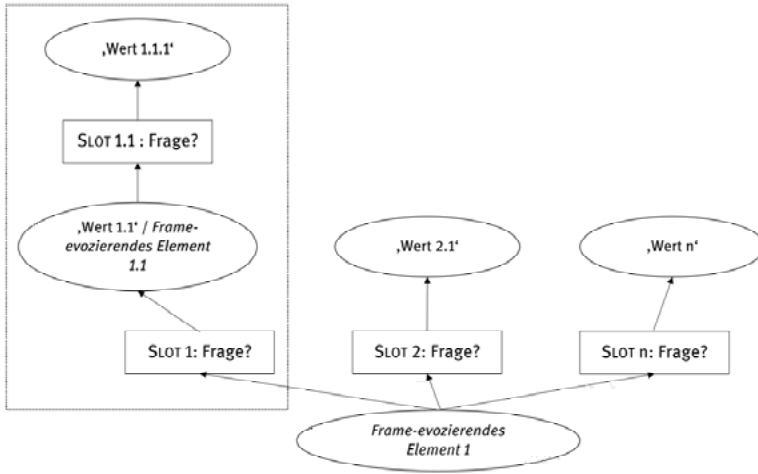 ‚Wert 1.1.1‘
SLOT 1.1 : Frage?
‚Wert 1.1‘ / Frame-
evozierendes Element
1.1
‚Wert 2.1‘
‚Wert n‘
SLOT 1: Frage?
SLOT 2: Frage?
SLOT n: Frage?
Frame-evozierendes
Element 1